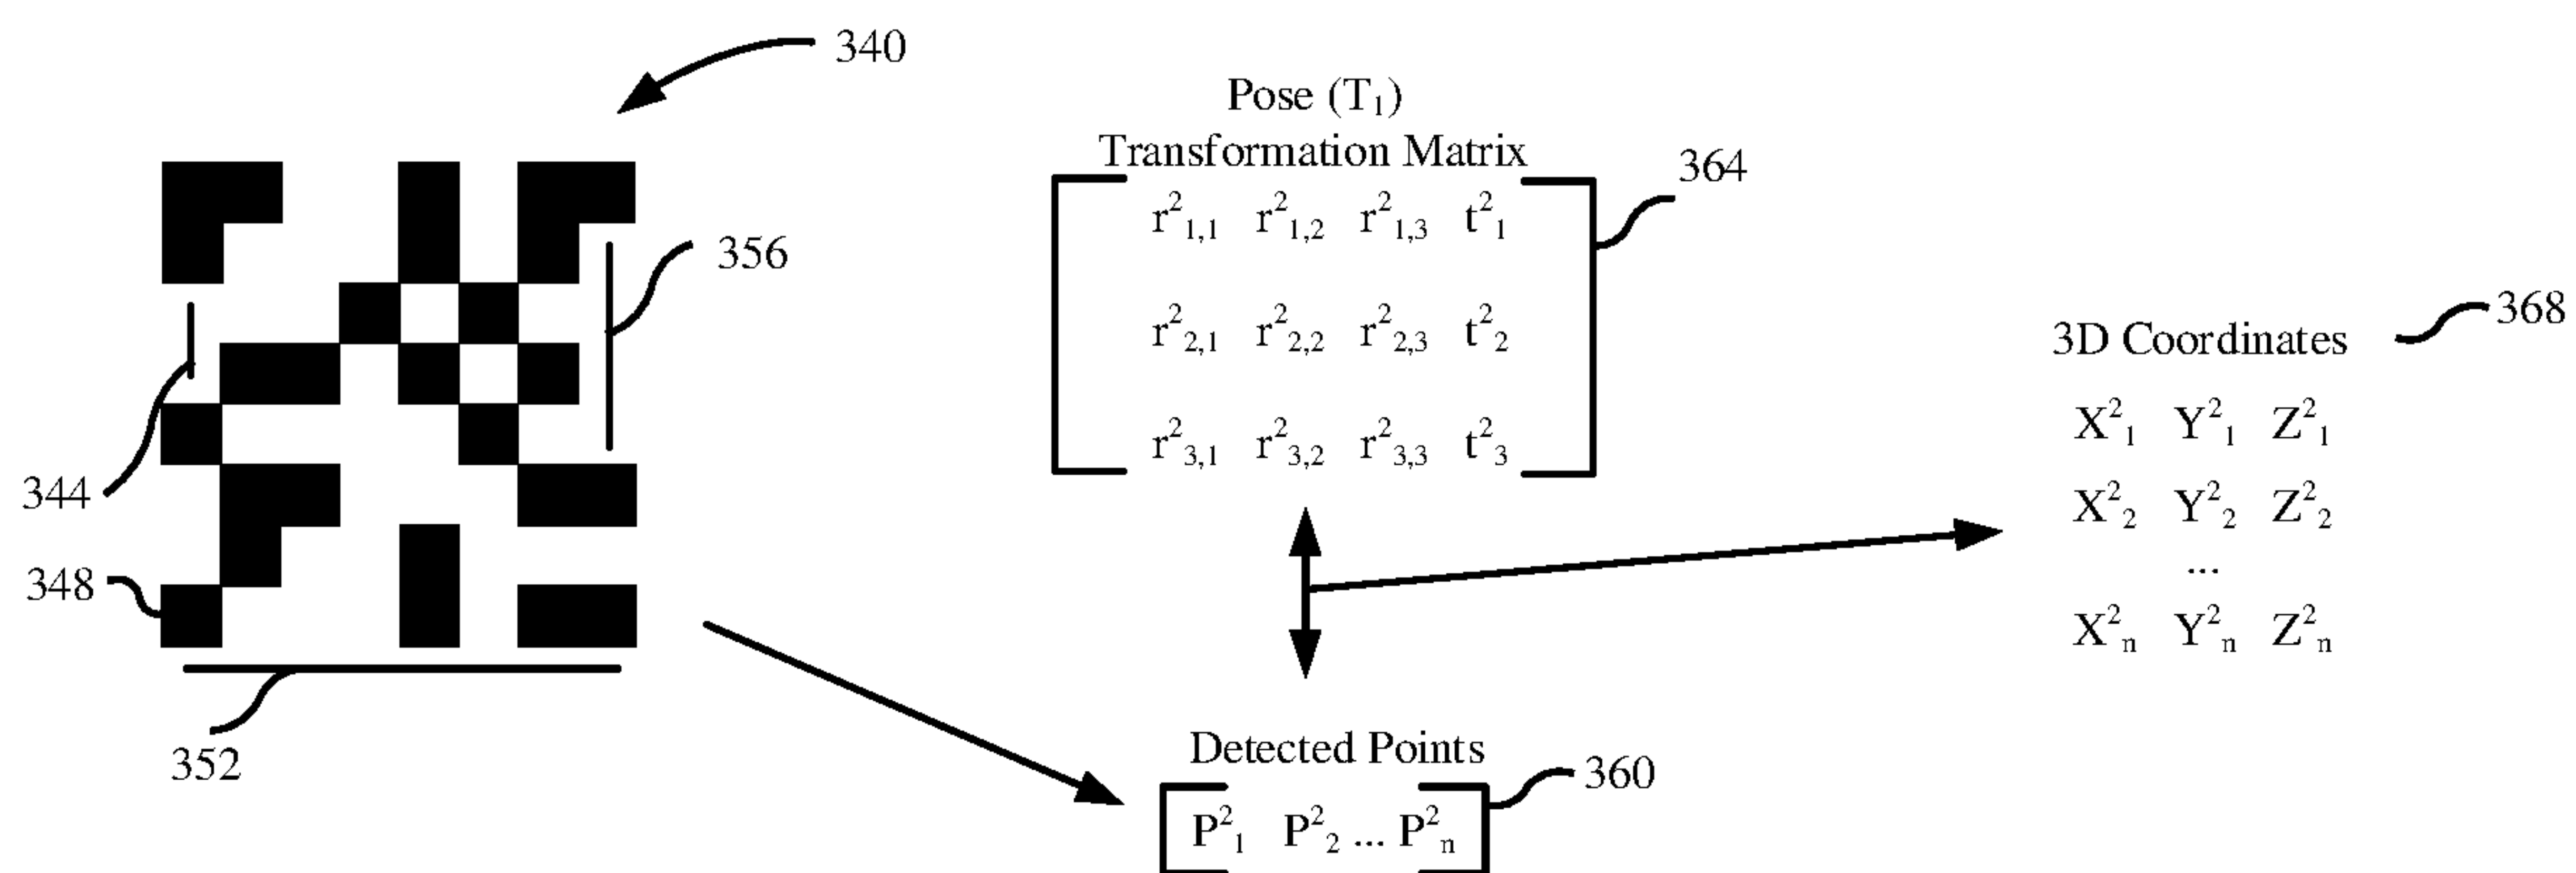 340
Pose (T₁)
Transformation Matrix
364
r²₁,₁ r²₁,₂ r²₁,₃ t²₁
356
r²₂,₁ r²₂,₂ r²₂,₃ t²₂
368
3D Coordinates
r²₃,₁ r²₃,₂ r²₃,₃ t²₃
X²₁ Y²₁ Z²₁
344
X²₂ Y²₂ Z²₂
...
348
X²ₙ Y²ₙ Z²ₙ
352
Detected Points
360
P²₁ P²₂ ... P²ₙ